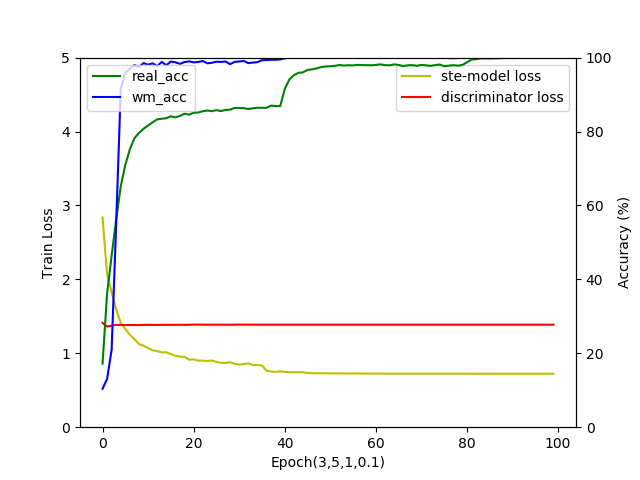 real_acc
wm_acc
ste-model loss
discriminator loss
5
4
3
2
1
0
Train Loss
100
80
60
40
20
0
Accuracy (%)
0
20
40
60
80
100
Epoch(3,5,1,0.1)